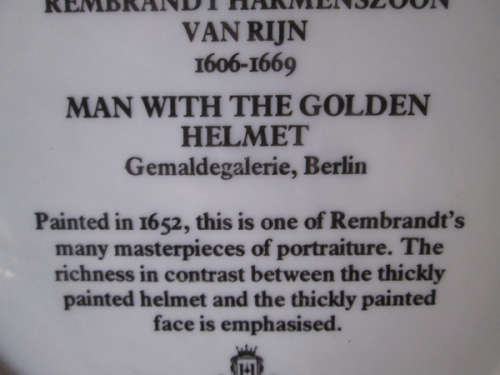 REMBRANDT HARMENSZOON
VAN RIJN
1606-1669
MAN WITH THE GOLDEN
HELMET
Gemaldegalerie, Berlin
Painted in 1652, this is one of Rembrandt's
many masterpieces of portraiture. The
richness in contrast between the thickly
painted helmet and the thickly painted
face is emphasised.